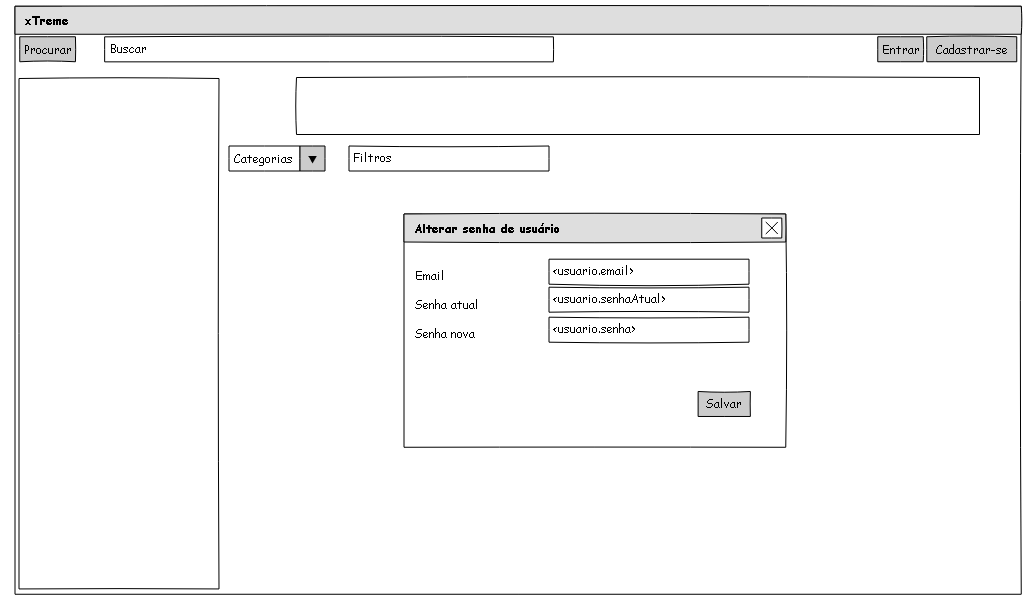 xTreme
Procurar
Buscar
Entrar
Cadastrar-se
Categorias
Filtros
Alterar senha de usuário
Email
<usuario.email>
Senha atual
<usuario.senhaAtual>
Senha nova
<usuario.senha>
Salvar